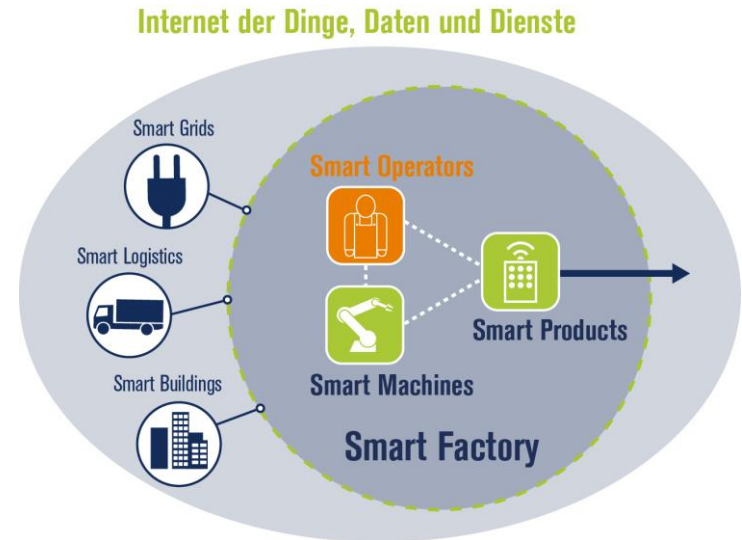 Internet der Dinge, Daten und Dienste
Smart Grids
Smart Operators
Smart Logistics
Smart Products
Smart Buildings
Smart Machines
Smart Factory